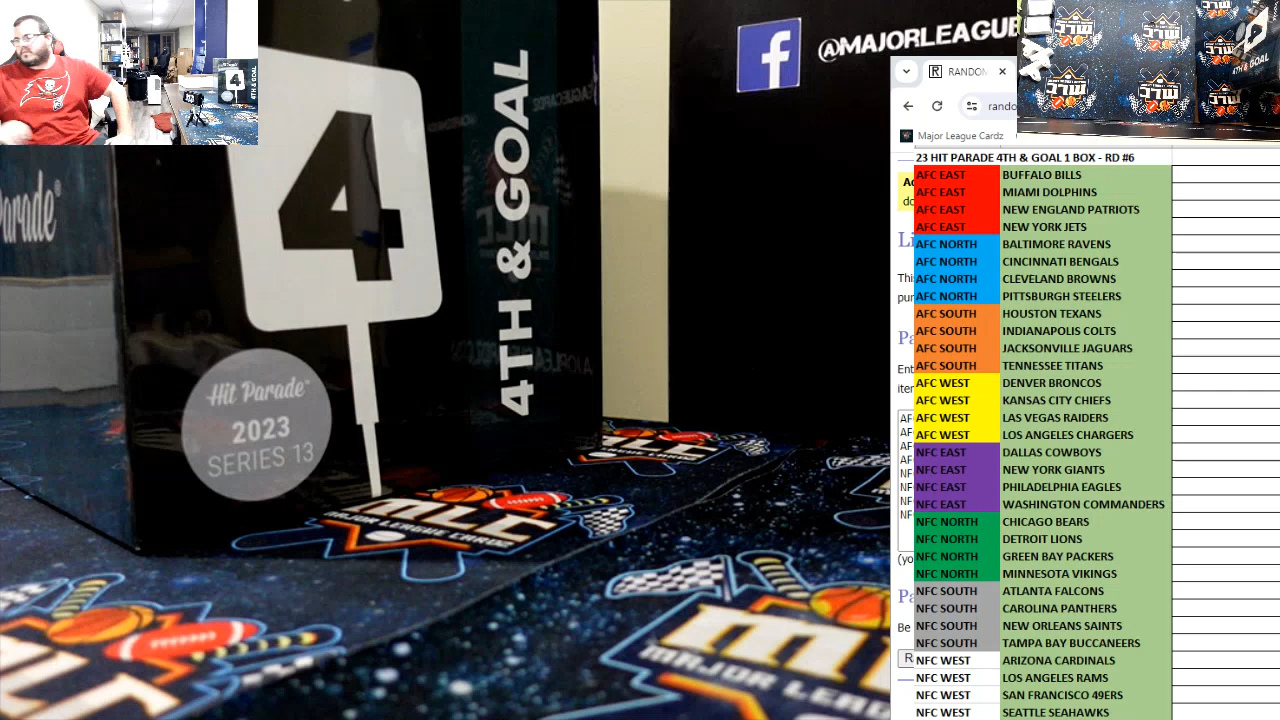 @MAJORLEAGUE
4
4TH & GOAL
Parade
Hit Parade
2023
SERIES 13
MLC
MAJOR LEAGUE CARDZ
RANDO
rando
Major League Cardz
23 HIT PARADE 4TH & GOAL 1 BOX - RD #6
AFC EAST BUFFALO BILLS
AFC EAST MIAMI DOLPHINS
AFC EAST NEW ENGLAND PATRIOTS
AFC EAST NEW YORK JETS
AFC NORTH BALTIMORE RAVENS
AFC NORTH CINCINNATI BENGALS
AFC NORTH CLEVELAND BROWNS
AFC NORTH PITTSBURGH STEELERS
AFC SOUTH HOUSTON TEXANS
AFC SOUTH INDIANAPOLIS COLTS
AFC SOUTH JACKSONVILLE JAGUARS
AFC SOUTH TENNESSEE TITANS
AFC WEST DENVER BRONCOS
AFC WEST KANSAS CITY CHIEFS
AFC WEST LAS VEGAS RAIDERS
AFC WEST LOS ANGELES CHARGERS
NFC EAST DALLAS COWBOYS
NFC EAST NEW YORK GIANTS
NFC EAST PHILADELPHIA EAGLES
NFC EAST WASHINGTON COMMANDERS
NFC NORTH CHICAGO BEARS
NFC NORTH DETROIT LIONS
NFC NORTH GREEN BAY PACKERS
NFC NORTH MINNESOTA VIKINGS
NFC SOUTH ATLANTA FALCONS
NFC SOUTH CAROLINA PANTHERS
NFC SOUTH NEW ORLEANS SAINTS
NFC SOUTH TAMPA BAY BUCCANEERS
NFC WEST ARIZONA CARDINALS
NFC WEST LOS ANGELES RAMS
NFC WEST SAN FRANCISCO 49ERS
NFC WEST SEATTLE SEAHAWKS